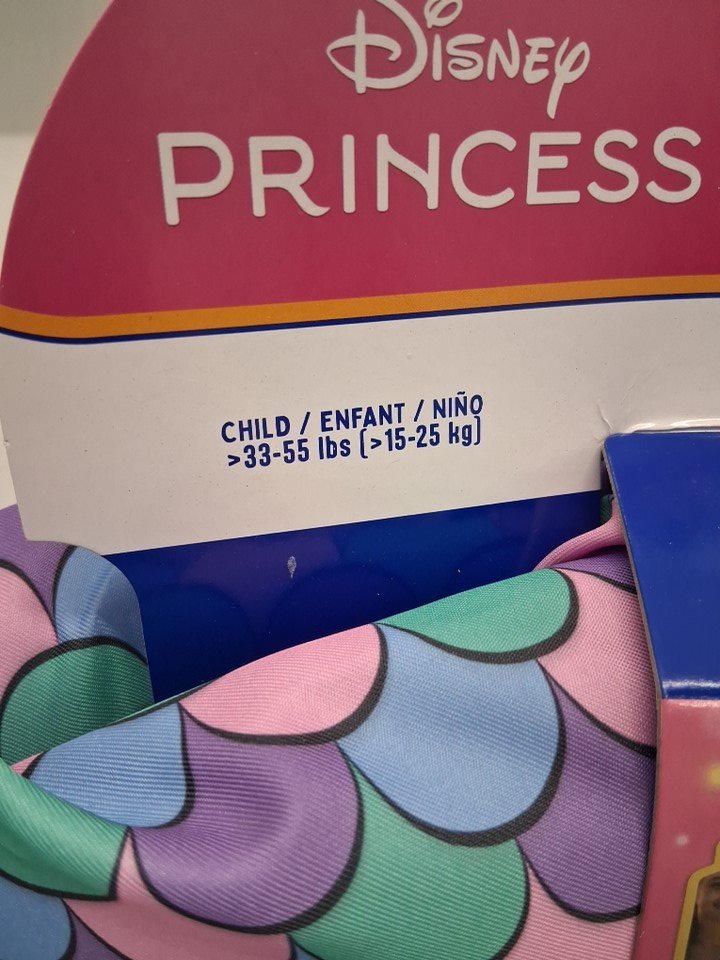 Disney
PRINCESS
CHILD / ENFANT / NIÑO
>33-55 lbs (>15-25 kg)